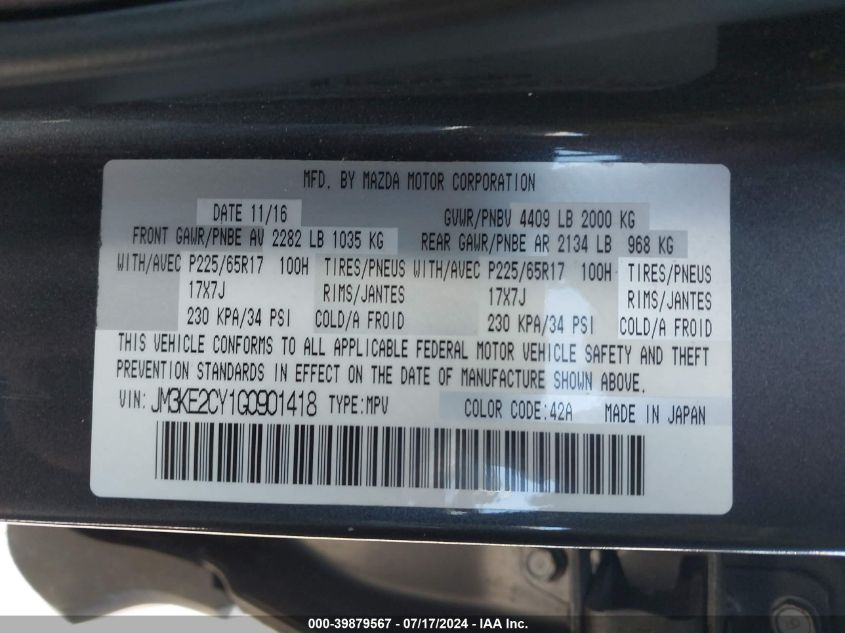 MFD. BY MAZDA MOTOR CORPORATION
DATE 11/16 GVWR/PNBV 4409 LB 2000 KG
FRONT GAWR/PNBE AV 2282 LB 1035 KG REAR GAWR/PNBE AR 2134 LB 968 KG
WITH/AVEC P225/65R17 100H TIRES/PNEUS WITH/AVEC P225/65R17 100H TIRES/PNEUS
17X7J RIMS/JANTES 17X7J RIMS/JANTES
230 KPA/34 PSI COLD/A FROID 230 KPA/34 PSI COLD/A FROID
THIS VEHICLE CONFORMS TO ALL APPLICABLE FEDERAL MOTOR VEHICLE SAFETY AND THEFT
PREVENTION STANDARDS IN EFFECT ON THE DATE OF MANUFACTURE SHOWN ABOVE.
VIN: JM3KE2CY1G0901418 TYPE:MPV COLOR CODE:42A MADE IN JAPAN
000-39879567 - 07/17/2024 - © TTA, Inc.